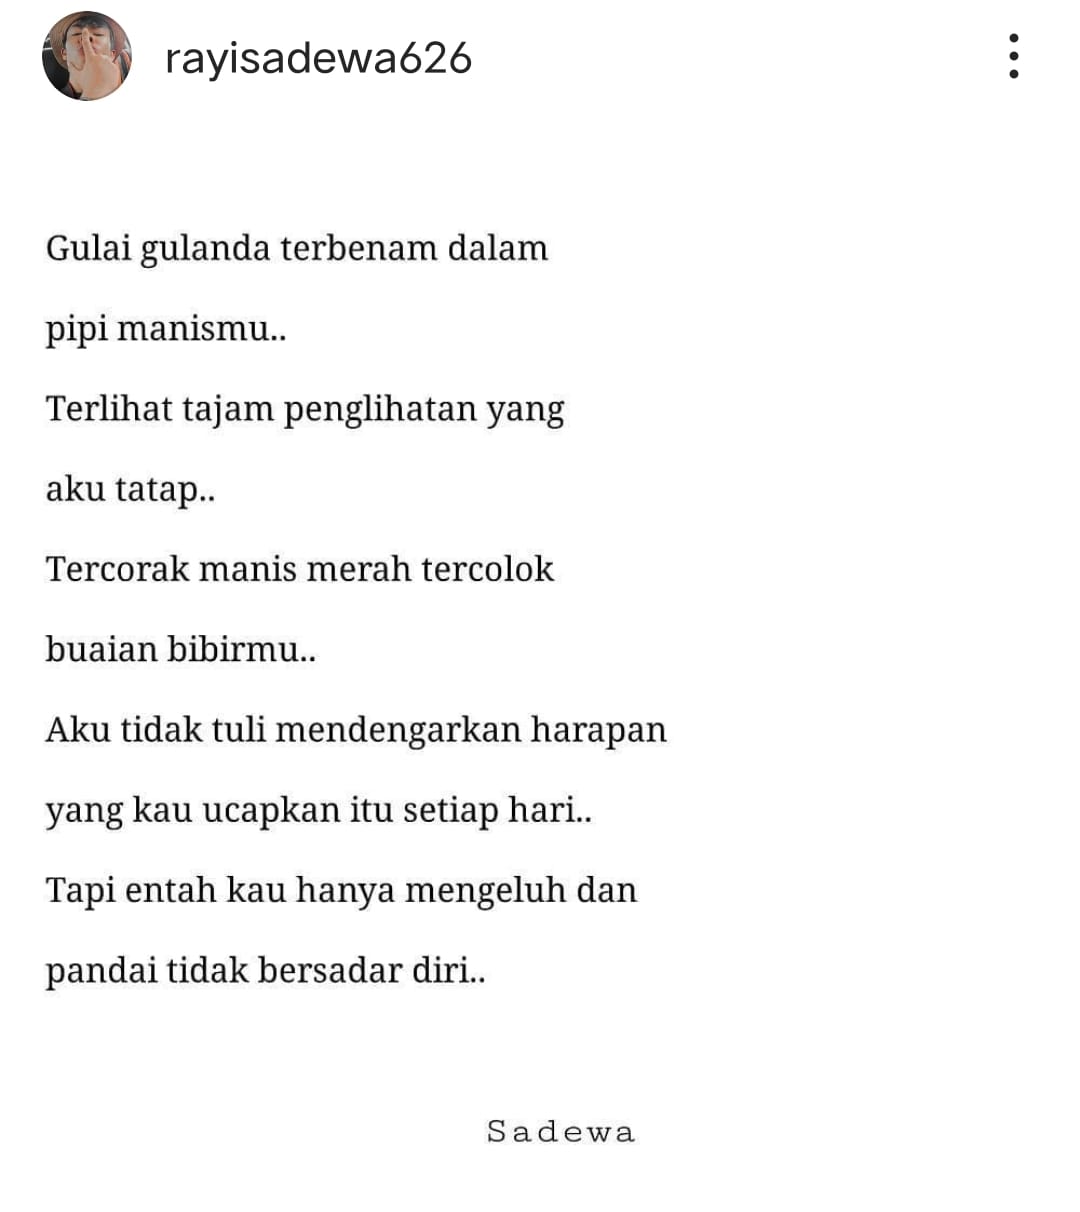 rayisadewa626
Gulai gulanda terbenam dalam
pipi manismu..
Terlihat tajam penglihatan yang
aku tatap..
Tercorak manis merah tercolok
buaian bibirmu..
Aku tidak tuli mendengarkan harapan
yang kau ucapkan itu setiap hari..
Tapi entah kau hanya mengeluh dan
pandai tidak bersadar diri..
Sadewa